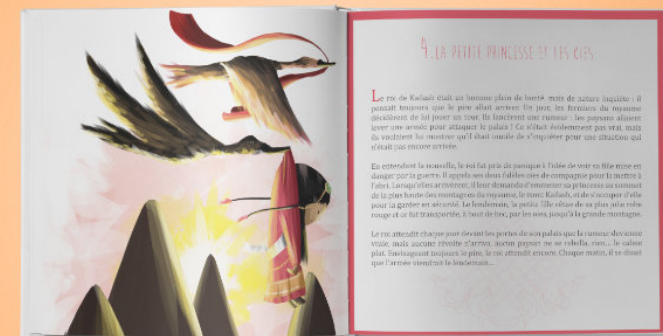 4. LA PETITE PRINCESSE ET LES OIES
Le roi de Kailash était un homme plein de bonté, mais de nature inquiète : il
pensait toujours que le pire allait arriver. Un jour, les fermiers du royaume
décidèrent de lui jouer un tour. Ils lancèrent une rumeur : les paysans allaient
lever une armée pour attaquer le palais ! Ce n'était évidemment pas vrai, mais
ils voulaient lui montrer qu'il était inutile de s'inquiéter pour une situation qui
n'était pas encore arrivée.
En entendant la nouvelle, le roi fut pris de panique à l'idée de voir sa fille mise en
danger par la guerre. Il appela ses deux fidèles oies de compagnie pour la mettre à
l'abri. Lorsqu'elles arrivèrent, il leur demanda d'emmener sa princesse au sommet
de la plus haute des montagnes du royaume, le mont Kailash, et de s'occuper d'elle
pour la garder en sécurité. Le lendemain, la petite fille vêtue de sa plus jolie robe
rouge et or fut transportée, à bout de bec, par les oies, jusqu'à la grande montagne.
Le roi attendit chaque jour devant les portes de son palais que la rumeur devienne
vraie, mais aucune révolte n'arriva, aucun paysan ne se rebella, rien... le calme
plat. Envisageant toujours le pire, le roi attendit encore. Chaque matin, il se disait
que l'armée viendrait le lendemain...